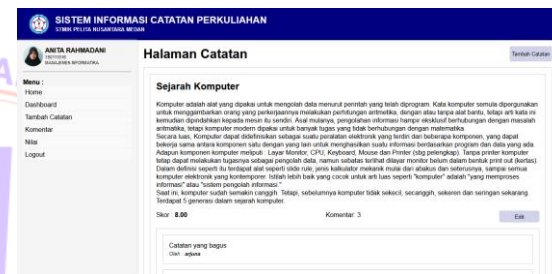 SISTEM INFORMASI CATATAN PERKULIAHAN
STMIK PELITA NUSANTARA MEDAN
ANITA RAHMADANI
MANAJEMEN INFORMATIKA
Halaman Catatan
Tambah Catatan
Menu :
Home
Dashboard
Tambah Catatan
Komentar
Nilai
Logout
Sejarah Komputer
Komputer adalah alat yang dipakai untuk mengolah data menurut perintah yang telah diprogram. Kata komputer semula dipergunakan
untuk menggambarkan orang yang perkerjaannya melakukan perhitungan aritmatika, dengan atau tanpa alat bantu, tetapi arti kata ini
kemudian dipindahkan kepada mesin itu sendiri. Asal mulanya, pengolahan informasi hampir eksklusif berhubungan dengan masalah
aritmatika, tetapi komputer modern dipakai untuk banyak tugas yang tidak berhubungan dengan matematika.
Secara luas, Komputer dapat didefinisikan sebagai suatu peralatan elektronik yang terdiri dari beberapa komponen, yang dapat
bekerja sama antara komponen satu dengan yang lain untuk menghasilkan suatu informasi berdasarkan program dan data yang ada.
Adapun komponen komputer meliputi : Layar Monitor, CPU, Keyboard, Mouse dan Printer (sbg pelengkap). Tanpa printer komputer
tetap dapat melakukan tugasnya sebagai pengolah data, namun sebatas terlihat dilayar monitor belum dalam bentuk print out (kertas).
Dalam definisi seperti itu terdapat alat seperti slide rule, jenis kalkulator mekanik mulai dari abakus dan seterusnya, sampai semua
komputer elektronik yang kontemporer. Istilah lebih baik yang cocok untuk arti luas seperti "komputer" adalah "yang memproses
informasi" atau "sistem pengolah informasi."
Saat ini, komputer sudah semakin canggih. Tetapi, sebelumnya komputer tidak sekecil, secanggih, sekeren dan seringan sekarang.
Terdapat 5 generasi dalam sejarah komputer.
Skor : 8.00
Komentar: 3
Edit
Catatan yang bagus
Oleh : arjuna